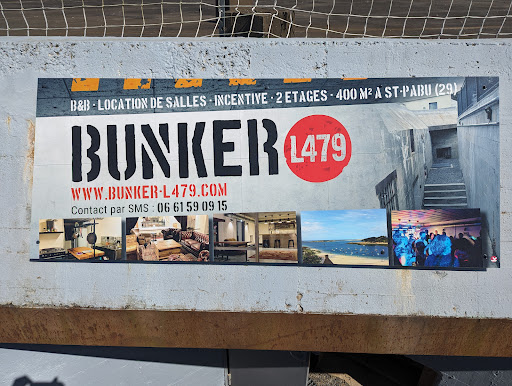 B&B · LOCATION DE SALLES · INCENTIVE · 2 ETAGES · 400 M² A ST-PABU (29)
BUNKER L479
WWW.BUNKER-L479.COM
Contact par SMS : 06 61 59 09 15